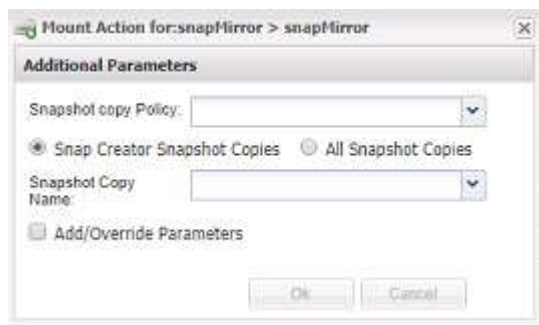 Mount Action for:snapMirror > snapMirror
Additional Parameters
Snapshot copy Policy:
Snap Creator Snapshot Copies All Snapshot Copies
Snapshot Copy
Name:
Add/Override Parameters
Ok Cancel